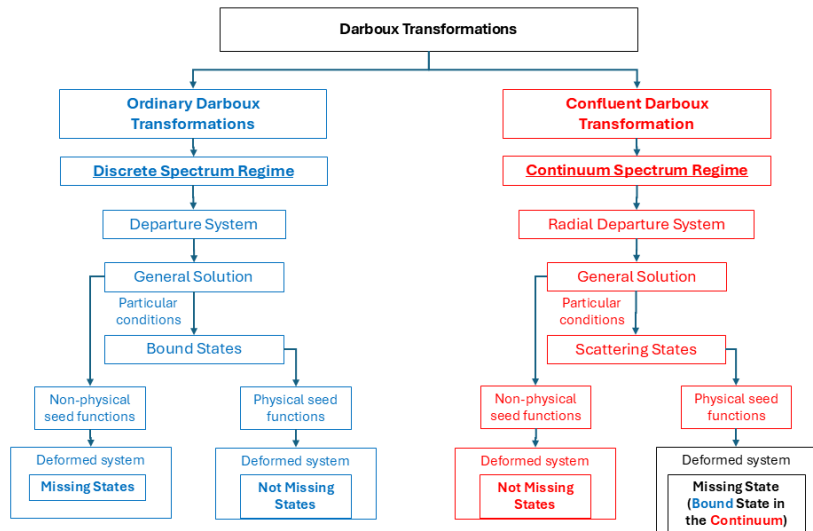 Darboux Transformations
Ordinary Darboux
Transformations
Discrete Spectrum Regime
Departure System
General Solution
Particular
conditions
Bound States
Non-physical
seed functions
Physical seed
functions
Deformed system
Missing States
Deformed system
Not Missing
States
Confluent Darboux
Transformation
Continuum Spectrum Regime
Radial Departure System
General Solution
Particular
conditions
Scattering States
Non-physical
seed functions
Physical seed
functions
Deformed system
Not Missing
States
Deformed system
Missing State
(Bound State in
the Continuum)